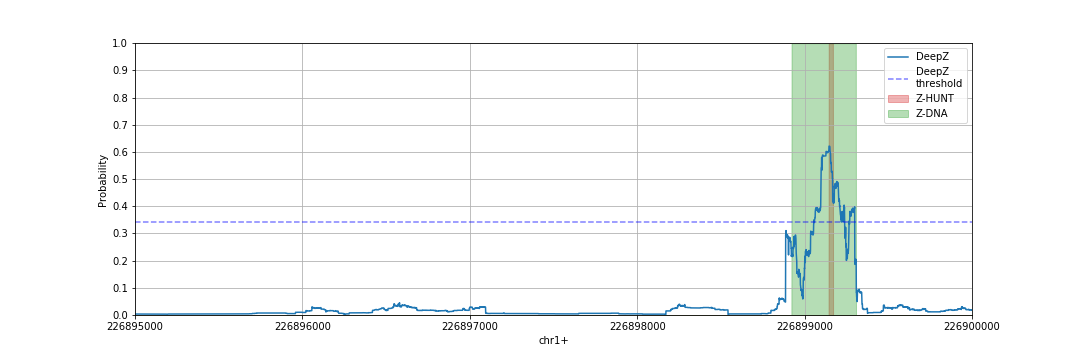 1.0
0.9
0.8
0.7
0.6
0.5
0.4
0.3
0.2
0.1
0.0
Probability
226895000
226896000
226897000
226898000
226899000
226900000
chr1+
DeepZ
DeepZ
threshold
Z-HUNT
Z-DNA